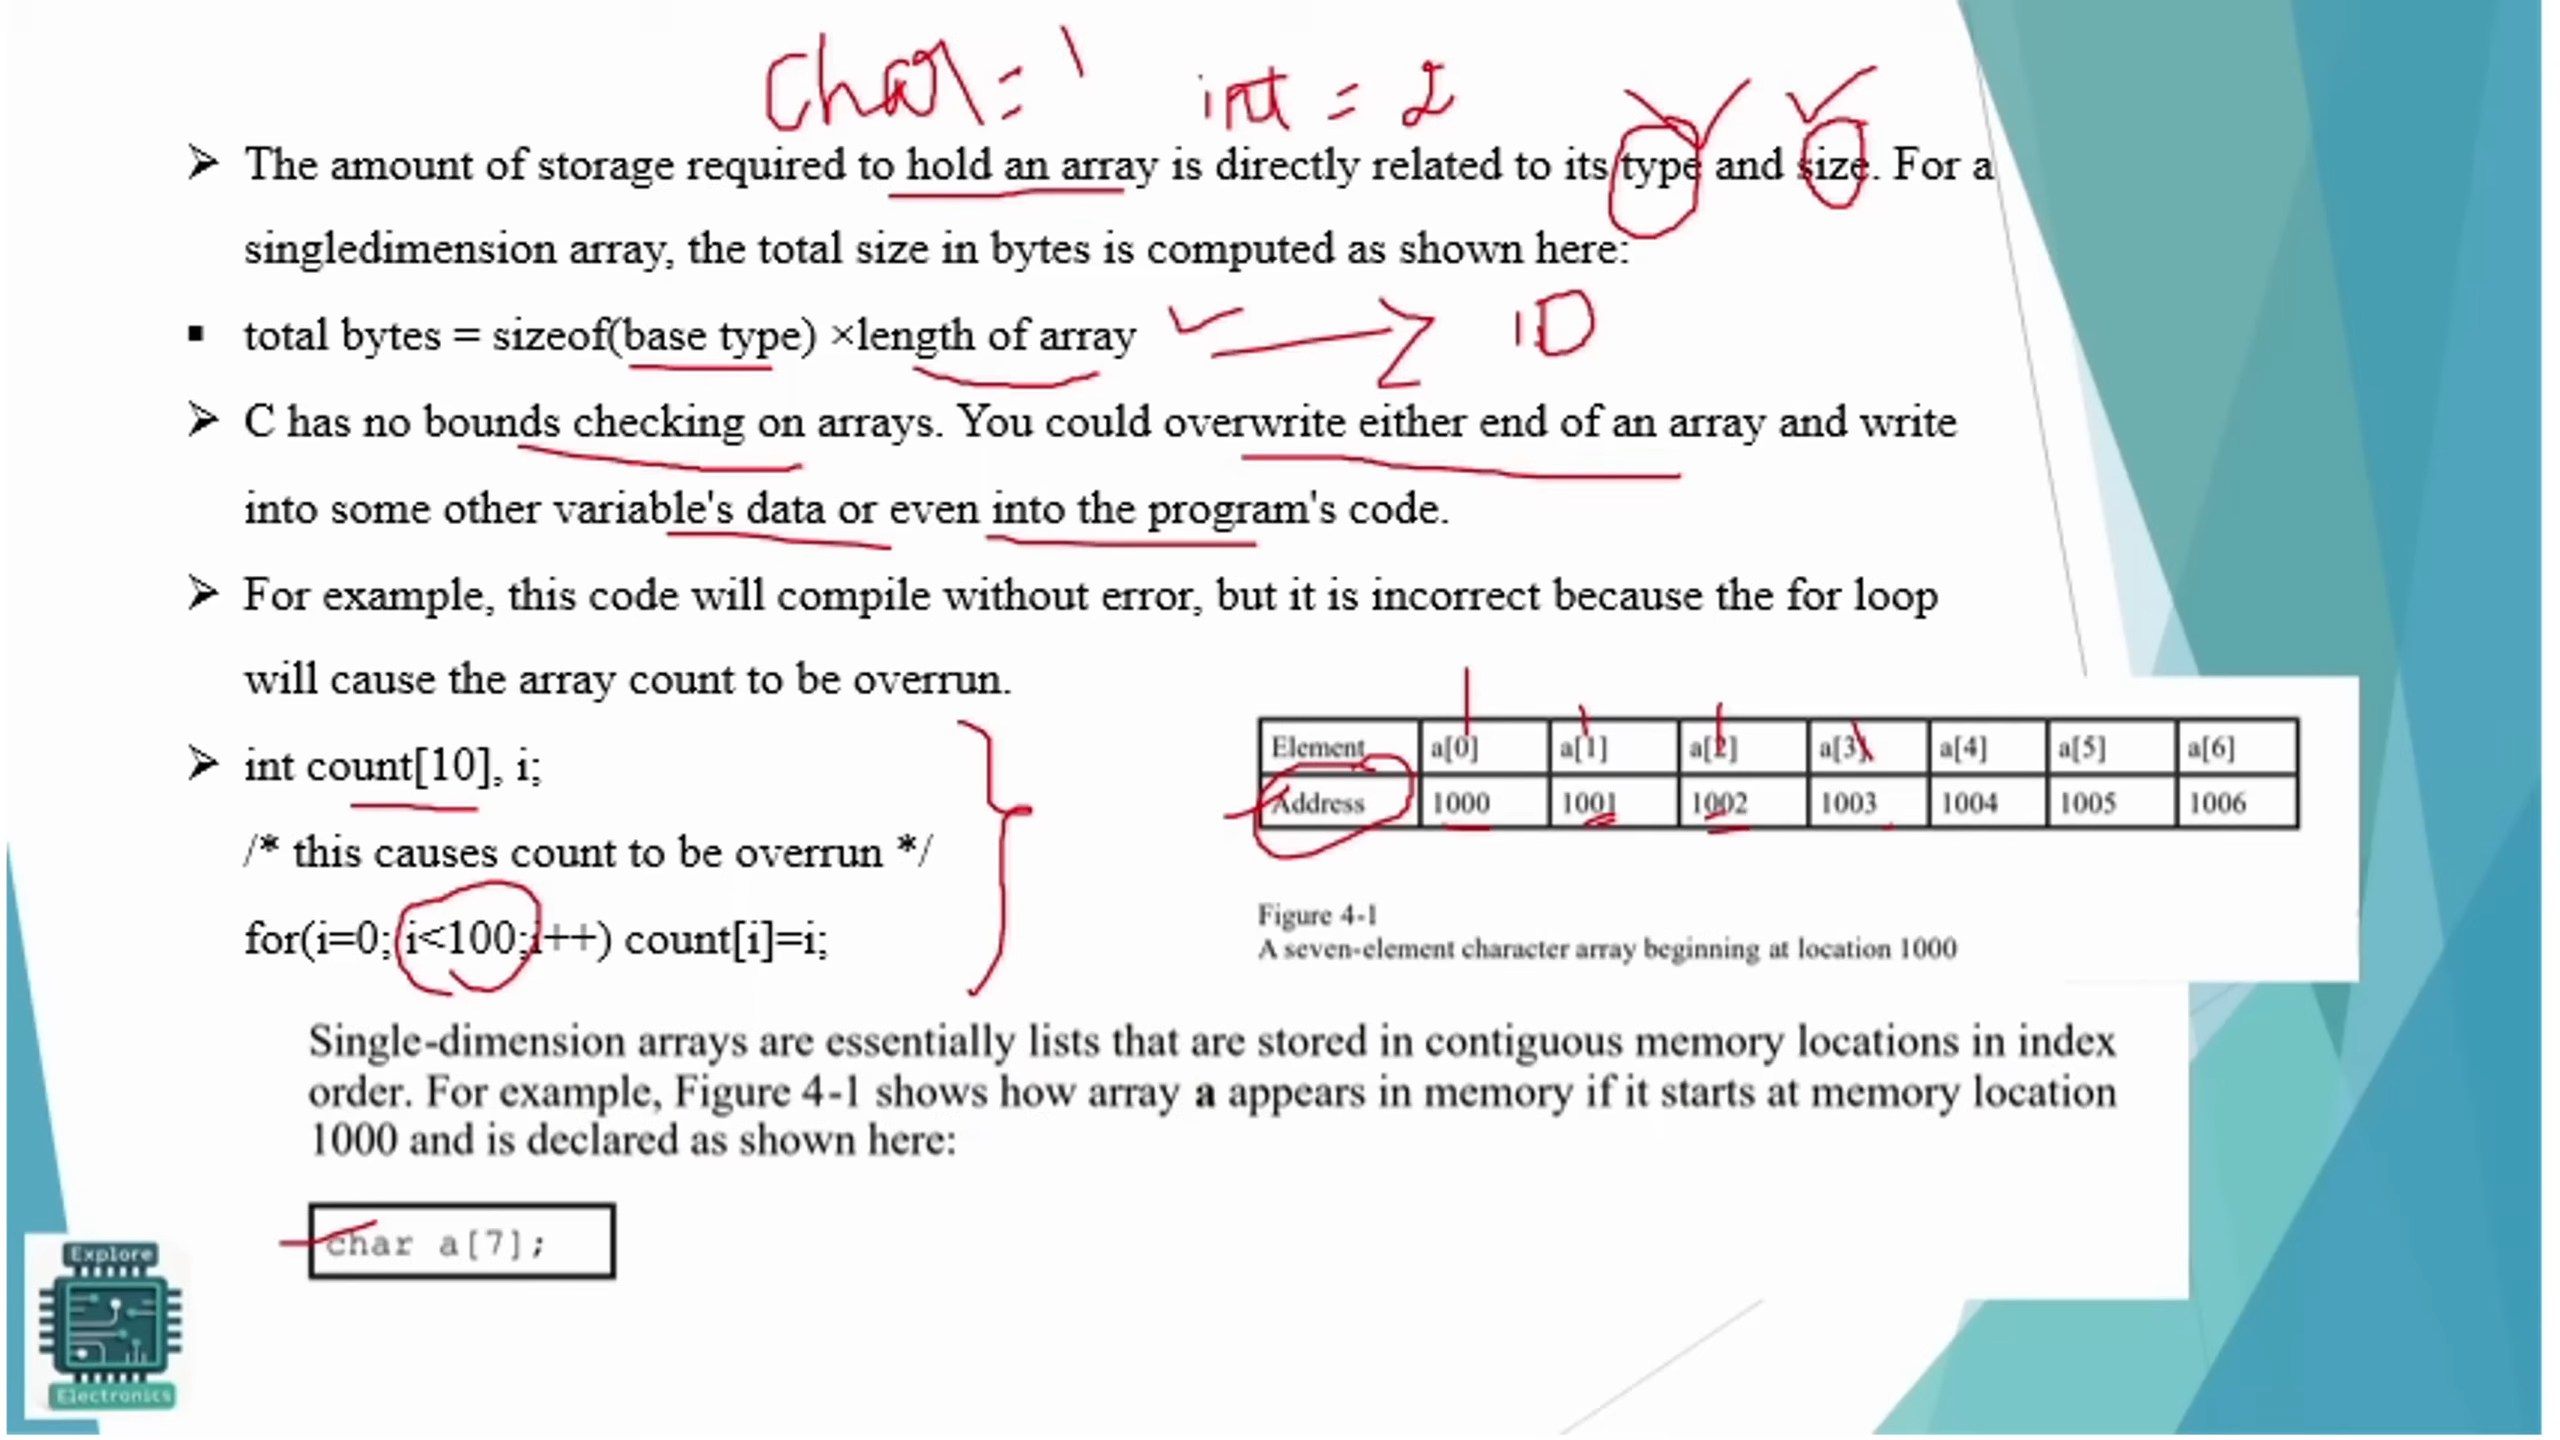 char = 1 int = 2
➤ The amount of storage required to hold an array is directly related to its type and size. For a
singledimension array, the total size in bytes is computed as shown here:
▪ total bytes = sizeof(base type) ×length of array 1D
➤ C has no bounds checking on arrays. You could overwrite either end of an array and write
into some other variable's data or even into the program's code.
➤ For example, this code will compile without error, but it is incorrect because the for loop
will cause the array count to be overrun.
➤ int count[10], i;
/* this causes count to be overrun */
for(i=0; i<100;i++) count[i]=i;
Element a[0] a[1] a[2] a[3] a[4] a[5] a[6]
Address 1000 1001 1002 1003 1004 1005 1006
Figure 4-1
A seven-element character array beginning at location 1000
Single-dimension arrays are essentially lists that are stored in contiguous memory locations in index
order. For example, Figure 4-1 shows how array a appears in memory if it starts at memory location
1000 and is declared as shown here:
char a[7];
Explore
Electronics